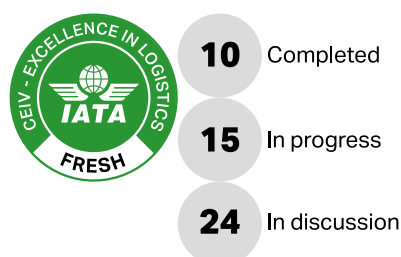 CEIV - EXCELLENCE IN LOGISTICS
IATA
FRESH
10 Completed
15 In progress
24 In discussion